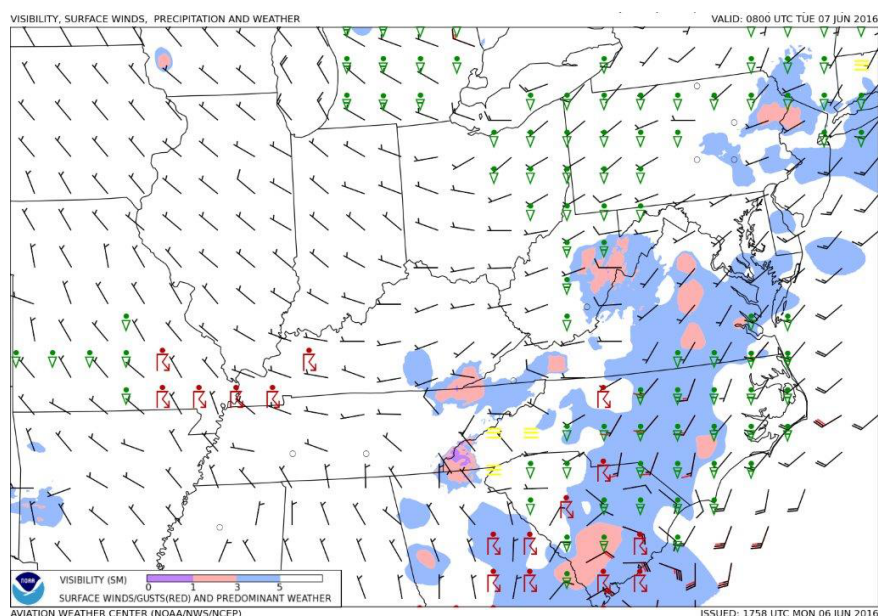 VISIBILITY, SURFACE WINDS, PRECIPITATION AND WEATHER
VALID: 0800 UTC TUE 07 JUN 2016
NOAA
VISIBILITY (SM)
0 1 3 5
SURFACE WINDS/GUSTS(RED) AND PREDOMINANT WEATHER
AVIATION WEATHER CENTER (NOAA/NWS/NCEP)
ISSUED: 1758 UTC MON 06 JUN 2016